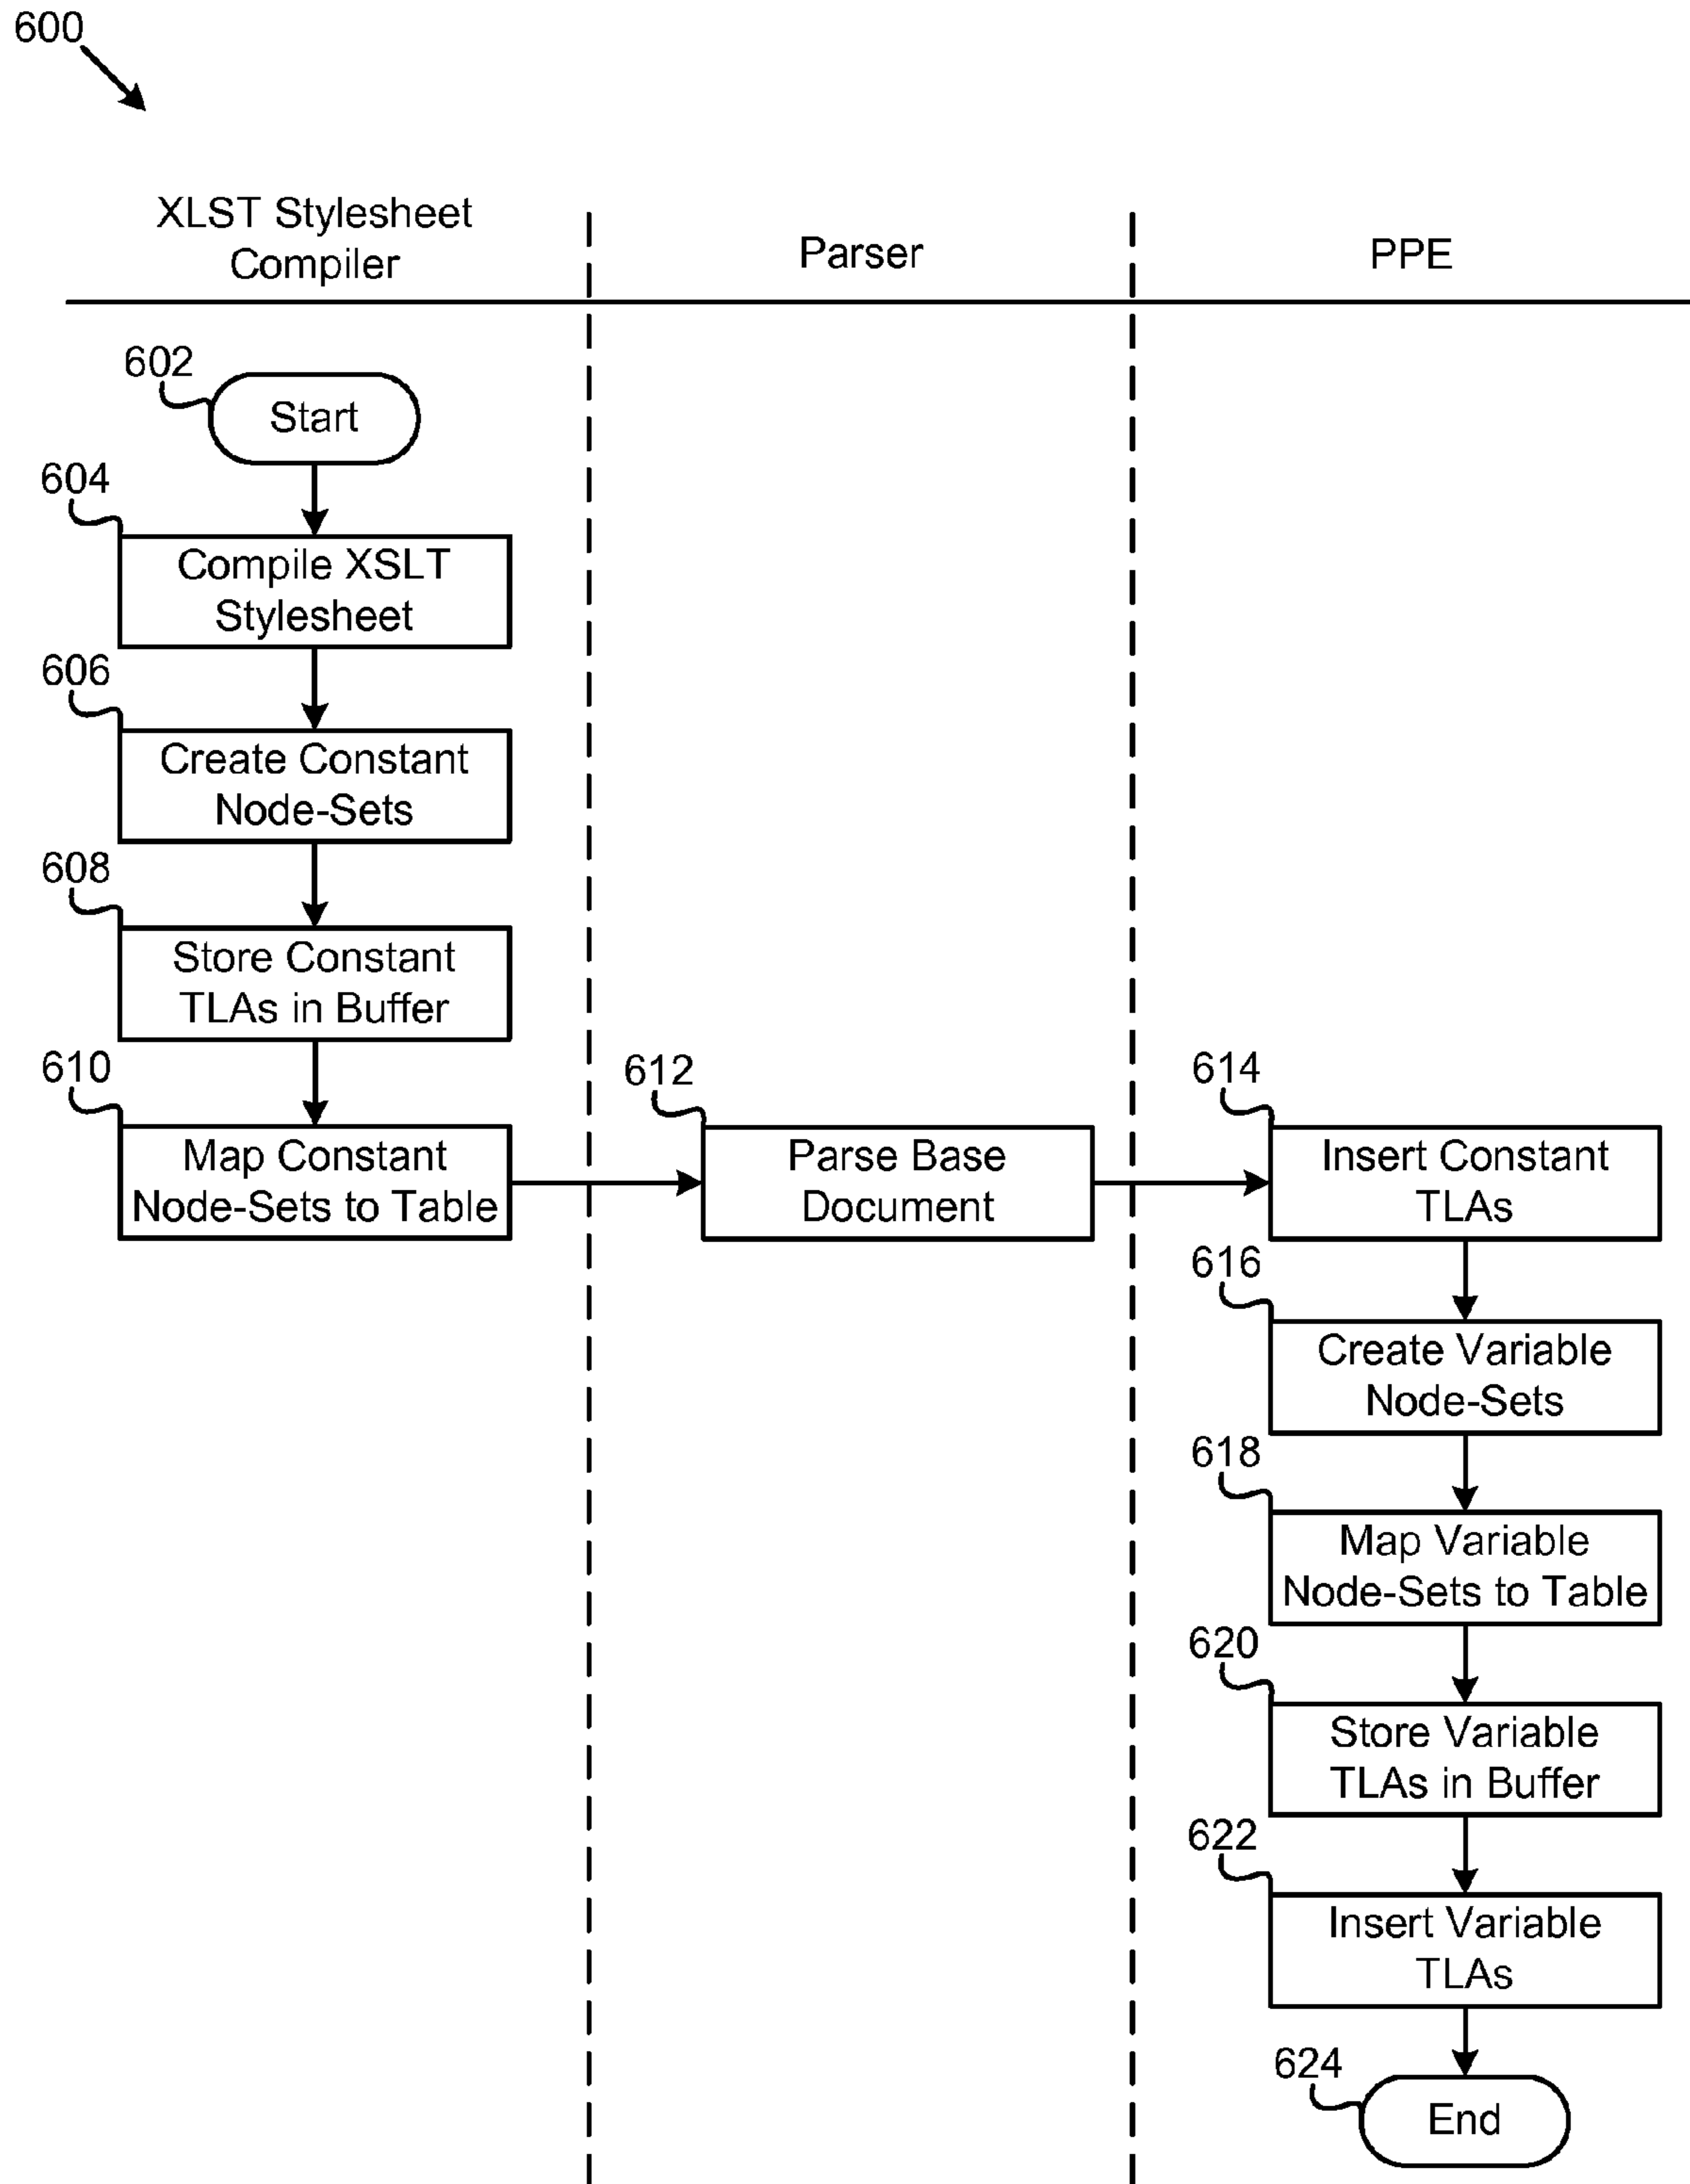 600
XLST Stylesheet
Compiler
Parser
PPE
602
Start
604
Compile XSLT
Stylesheet
606
Create Constant
Node-Sets
608
Store Constant
TLAs in Buffer
610
Map Constant
Node-Sets to Table
612
Parse Base
Document
614
Insert Constant
TLAs
616
Create Variable
Node-Sets
618
Map Variable
Node-Sets to Table
620
Store Variable
TLAs in Buffer
622
Insert Variable
TLAs
624
End